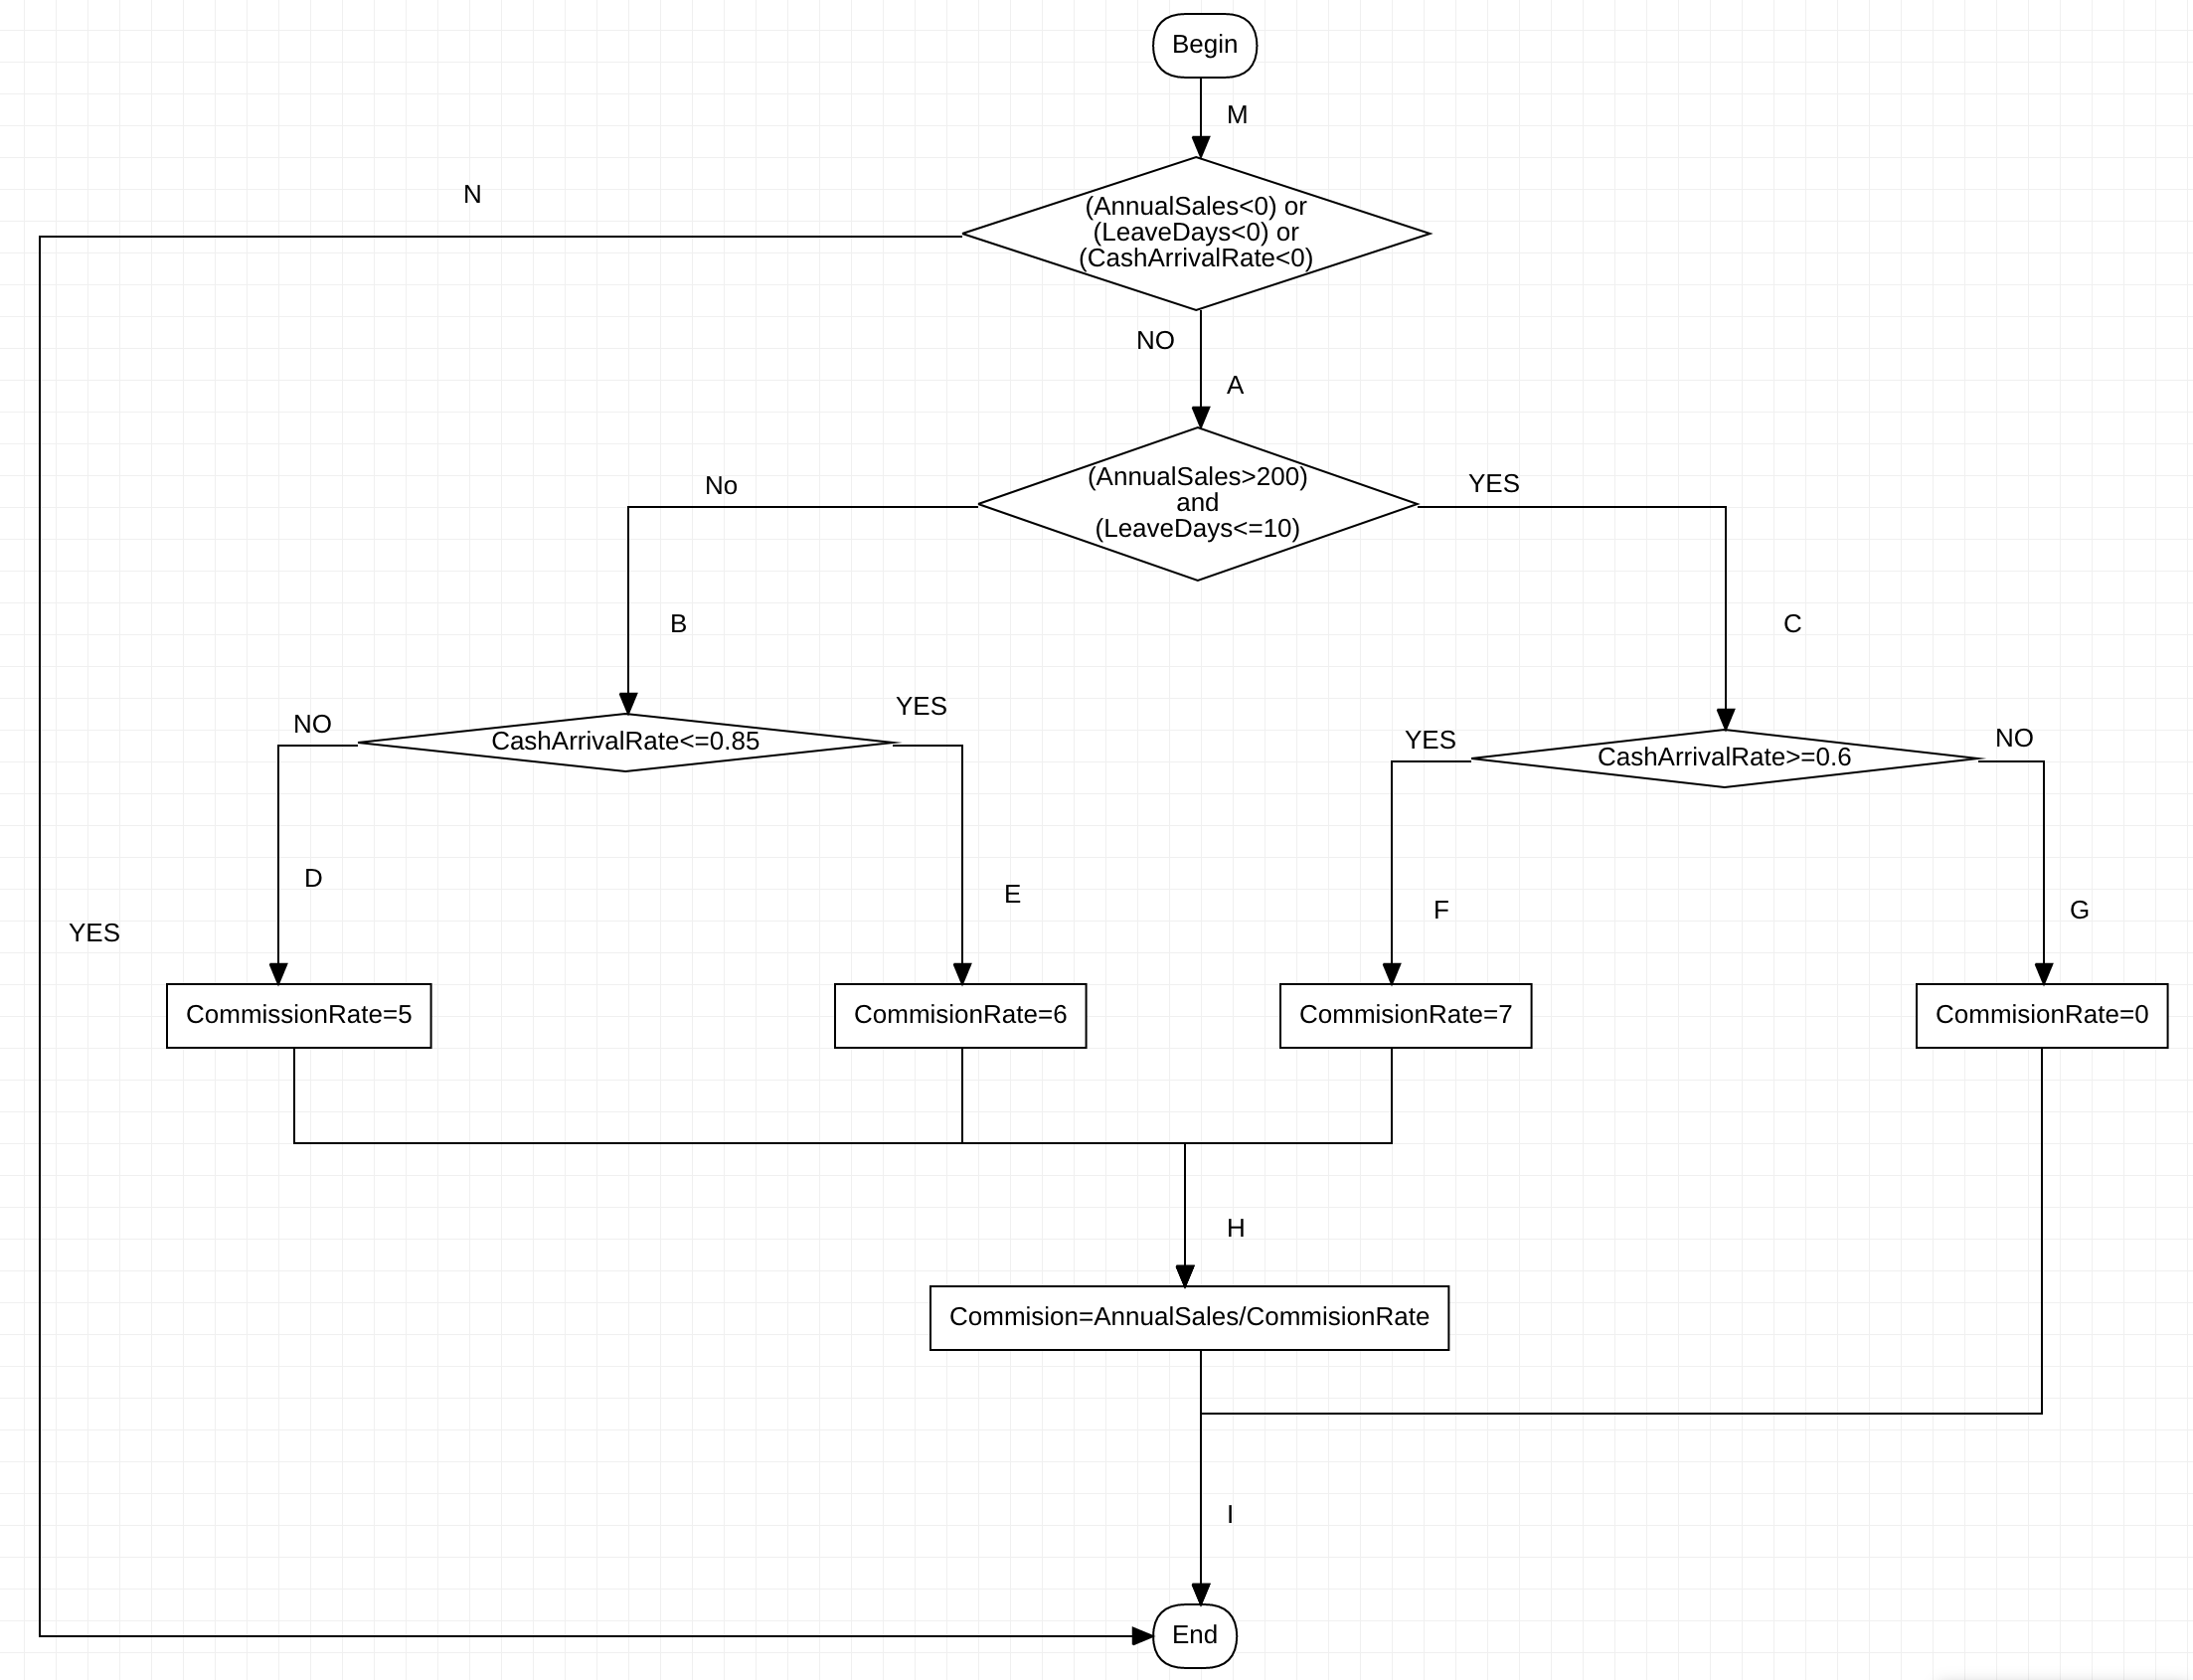 Begin
M
N
(AnnualSales<0) or
(LeaveDays<0) or
(CashArrivalRate<0)
NO
A
No
(AnnualSales>200)
and
(LeaveDays<=10)
YES
B
C
NO
CashArrivalRate<=0.85
YES
YES
CashArrivalRate>=0.6
NO
D
E
F
G
YES
CommissionRate=5
CommisionRate=6
CommisionRate=7
CommisionRate=0
H
Commision=AnnualSales/CommisionRate
I
End